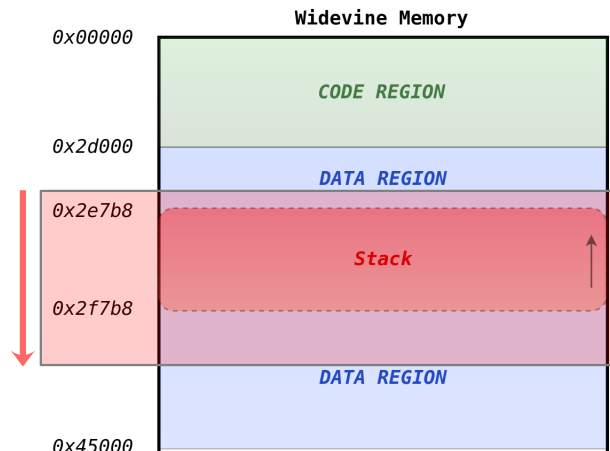 Widevine Memory
0x00000
CODE REGION
0x2d000
DATA REGION
0x2e7b8
Stack
0x2f7b8
DATA REGION
0x45000